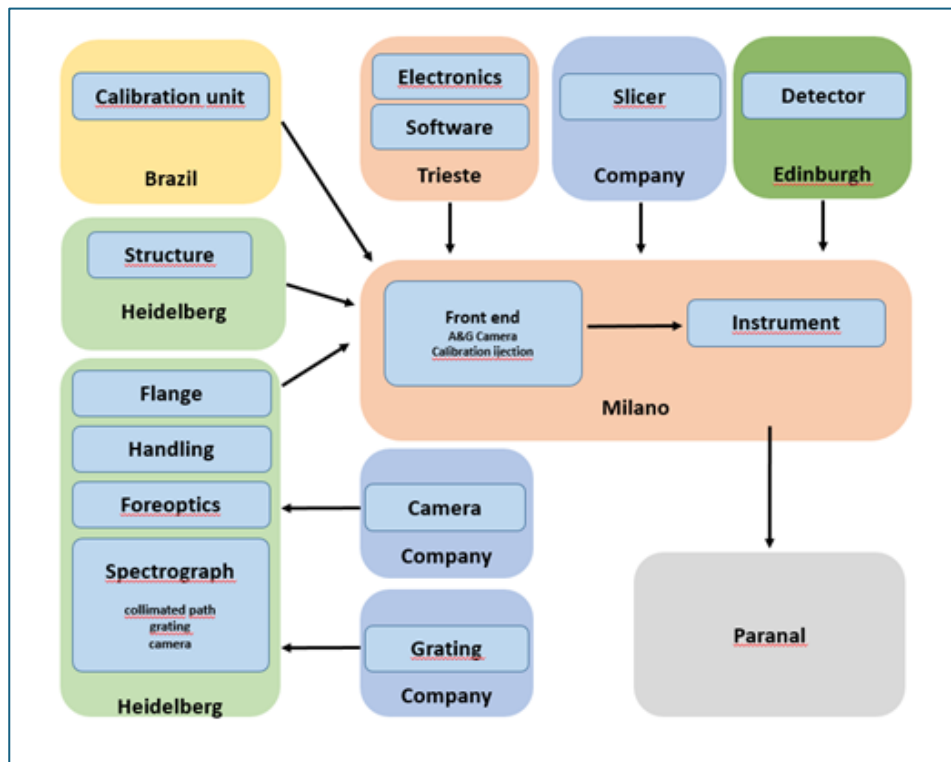 Calibration unit
Brazil
Electronics
Software
Trieste
Slicer
Company
Detector
Edinburgh
Structure
Heidelberg
Front end
A&G Camera
Calibration ijection
Instrument
Milano
Flange
Handling
Foreoptics
Spectrograph
collimated path
grating
camera
Heidelberg
Camera
Company
Grating
Company
Paranal